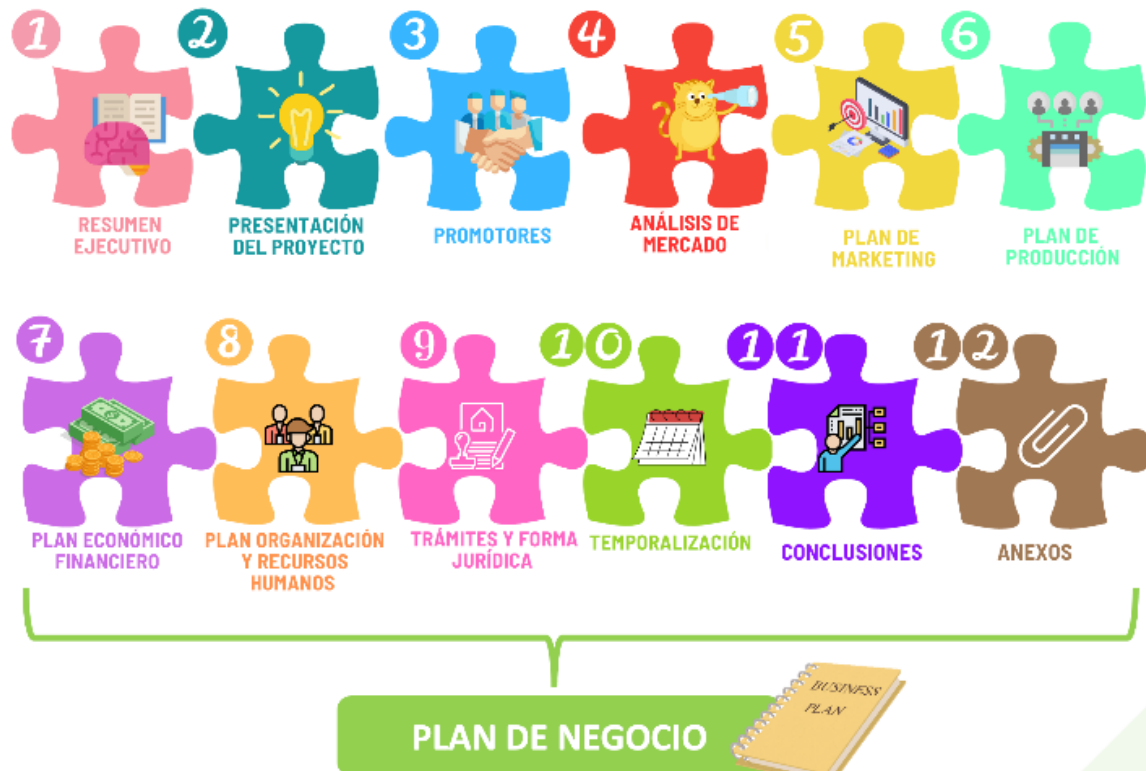 1
2
3
4
5
6
RESUMEN
EJECUTIVO
PRESENTACIÓN
DEL PROYECTO
PROMOTORES
ANÁLISIS DE
MERCADO
PLAN DE
MARKETING
PLAN DE
PRODUCCIÓN
7
8
9
10
11
12
PLAN ECONÓMICO
FINANCIERO
PLAN ORGANIZACIÓN
Y RECURSOS
HUMANOS
TRÁMITES Y FORMA
JURÍDICA
TEMPORALIZACIÓN
CONCLUSIONES
ANEXOS
PLAN DE NEGOCIO
BUSINESS
PLAN